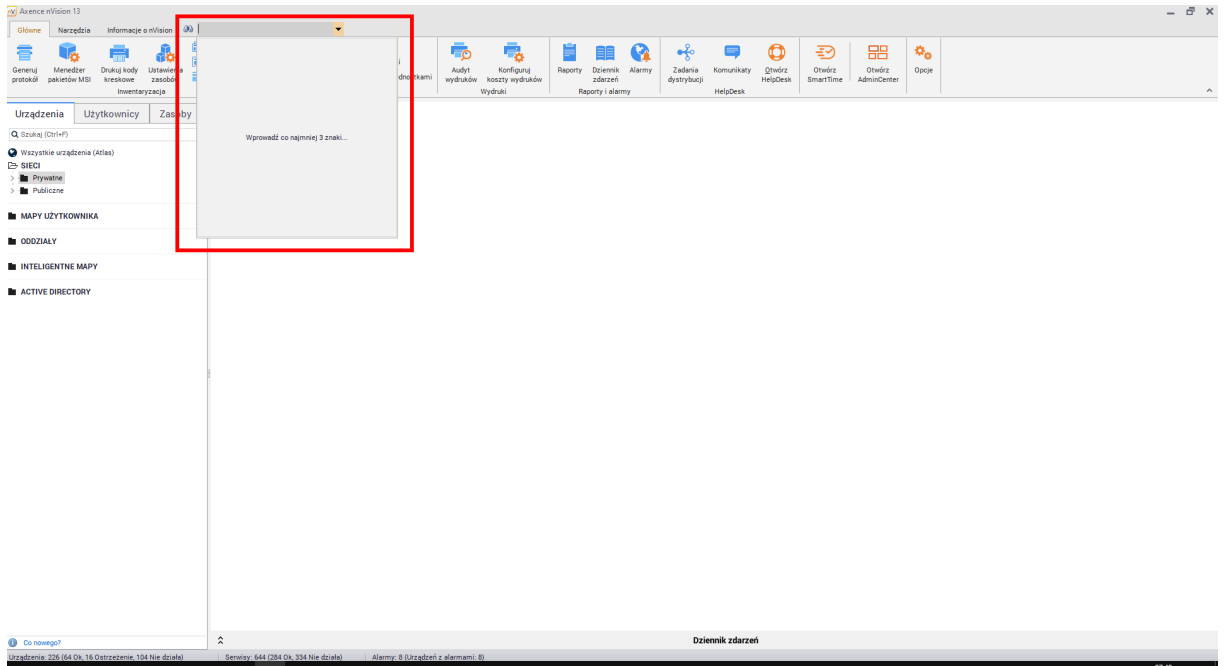 nV Axence nVision 13
Główne Narzędzia Informacje o nVision
Generuj protokół
Menedżer pakietów MSI
Drukuj kody kreskowe
Ustawienia zasobów
Inwentaryzacja
Audyt wydruków
Konfiguruj koszty wydruków
Wydruki
Raporty
Dziennik zdarzeń
Alarmy
Raporty i alarmy
Zadania dystrybucji
Komunikaty
Otwórz HelpDesk
HelpDesk
Otwórz SmartTime
Otwórz AdminCenter
Opcje
Urządzenia Użytkownicy Zasoby
Szukaj (Ctrl+F)
Wprowadź co najmniej 3 znaki...
Wszystkie urządzenia (Atlas)
SIECI
Prywatne
Publiczne
MAPY UŻYTKOWNIKA
ODDZIAŁY
INTELIGENTNE MAPY
ACTIVE DIRECTORY
Co nowego?
Dziennik zdarzeń
Urządzenia: 226 (64 Ok, 16 Ostrzeżenie, 104 Nie działa) Serwisy: 644 (284 Ok, 334 Nie działa) Alarmy: 8 (Urządzeń z alarmami: 8)